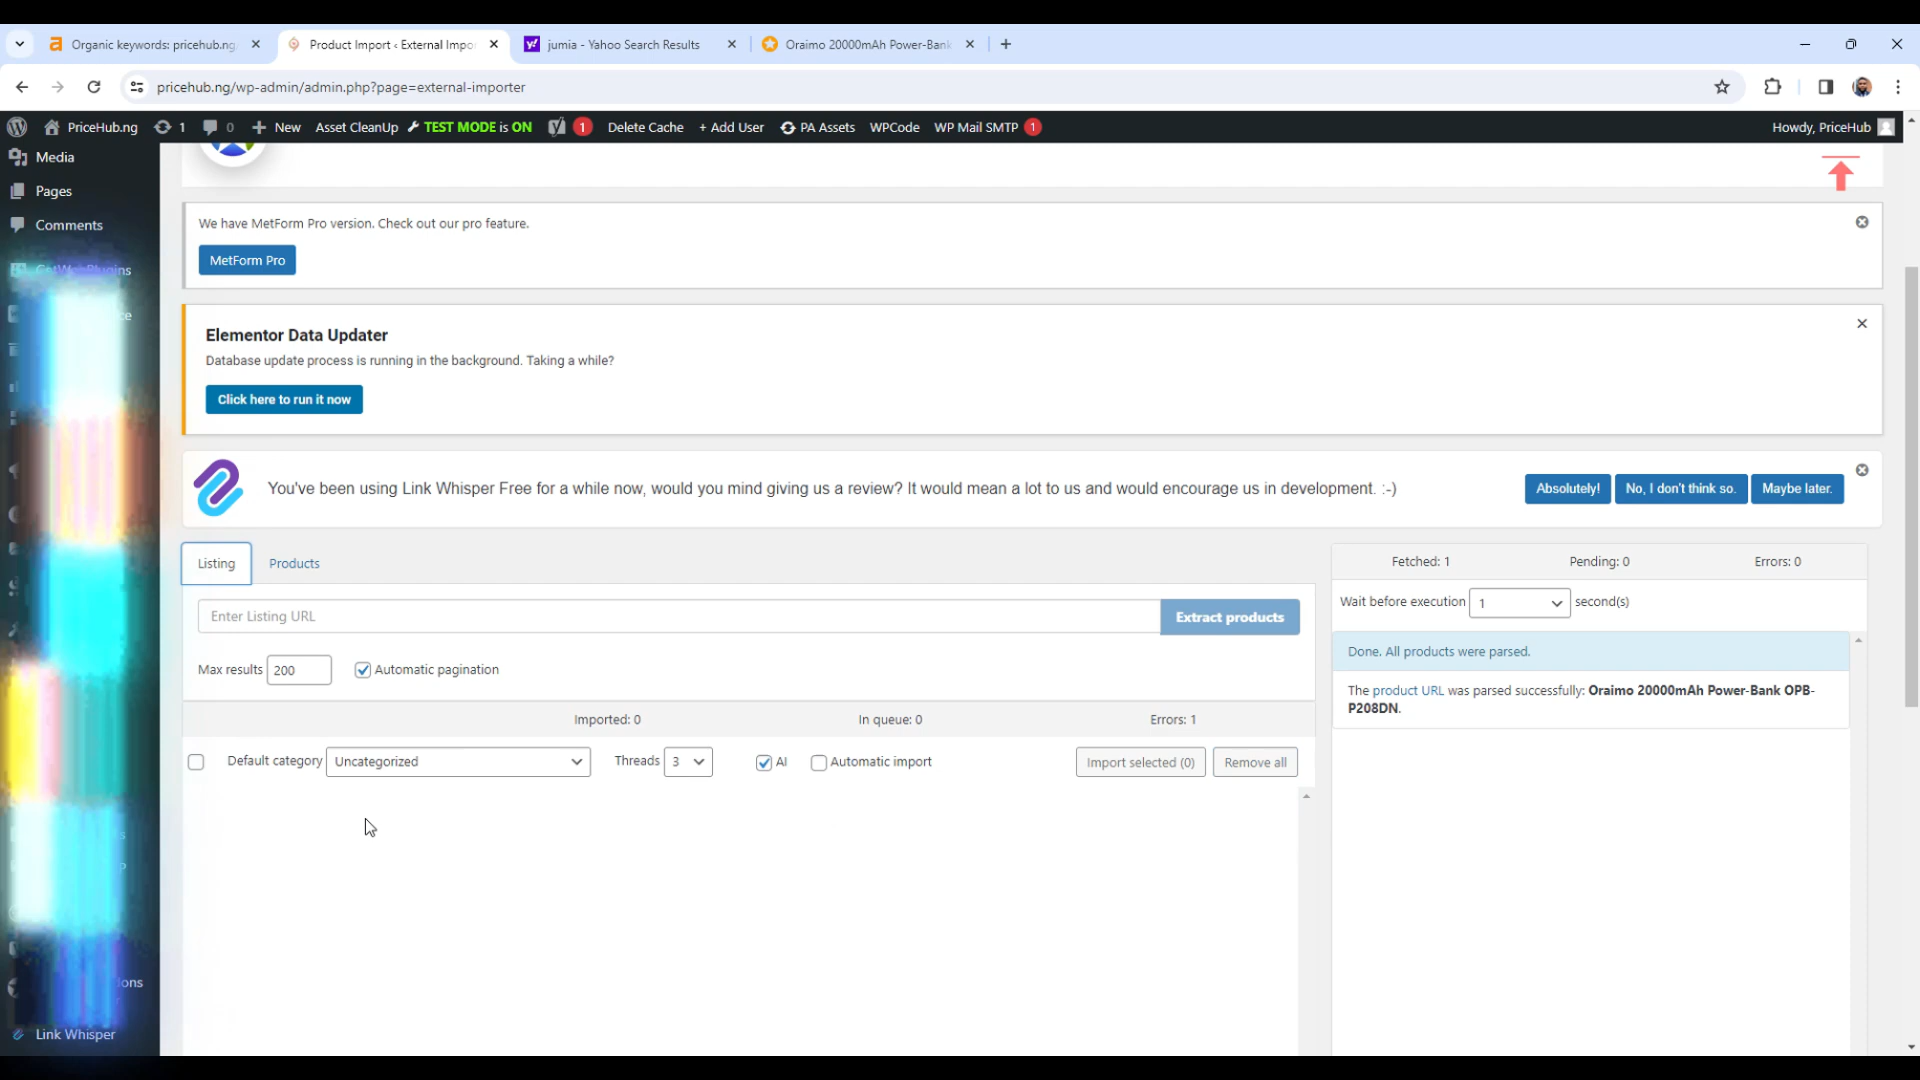 Organic keywords: pricehub.ng
Product Import ‹ External Impo
jumia - Yahoo Search Results
Oraimo 20000mAh Power-Bank
pricehub.ng/wp-admin/admin.php?page=external-importer
PriceHub.ng
1
0
New
Asset CleanUp
TEST MODE is ON
1
Delete Cache
+ Add User
PA Assets
WPCode
WP Mail SMTP 1
Howdy, PriceHub
Media
Pages
Comments
Link Whisper
We have MetForm Pro version. Check out our pro feature.
MetForm Pro
Elementor Data Updater
Database update process is running in the background. Taking a while?
Click here to run it now
You've been using Link Whisper Free for a while now, would you mind giving us a review? It would mean a lot to us and would encourage us in development. :-)
Absolutely!
No, I don't think so.
Maybe later.
Listing
Products
Enter Listing URL
Extract products
Max results 200
Automatic pagination
Imported: 0
In queue: 0
Errors: 1
Default category Uncategorized
Threads 3
AI
Automatic import
Import selected (0)
Remove all
Fetched: 1
Pending: 0
Errors: 0
Wait before execution 1 second(s)
Done. All products were parsed.
The product URL was parsed successfully: Oraimo 20000mAh Power-Bank OPB-
P208DN.